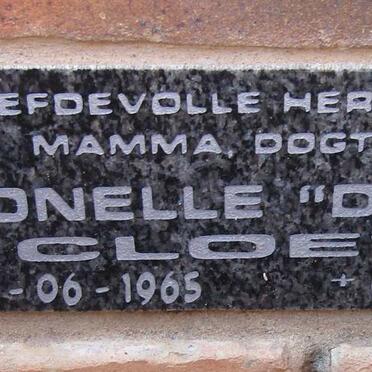 EFDEVOLLE HER
MAMMA, DOGT
ONELLE "D
CLOE
-06-1965 +